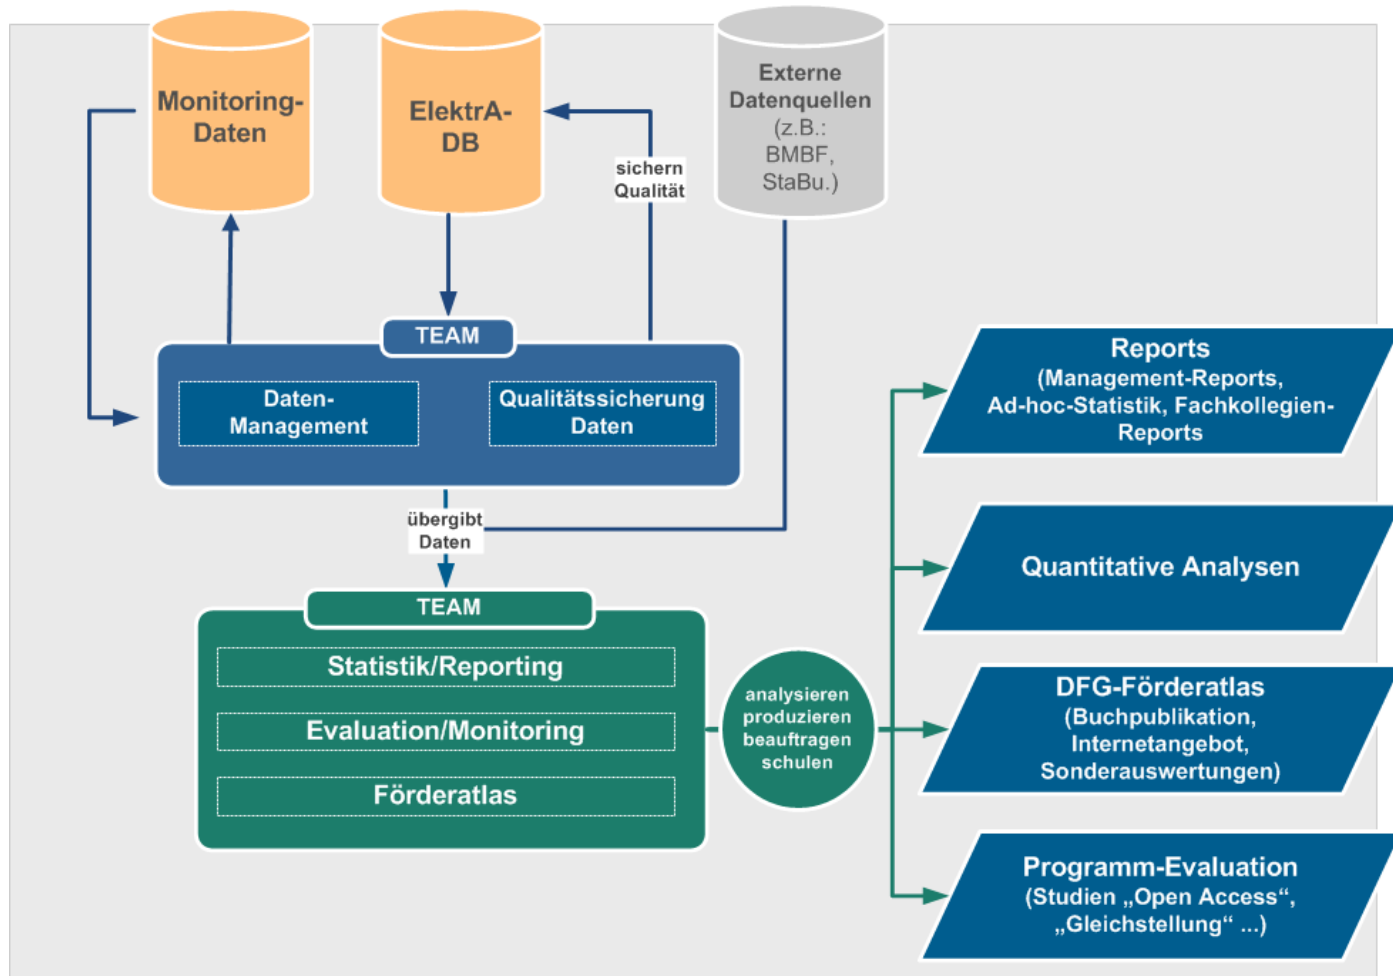 Monitoring-
Daten
ElektrA-
DB
Externe
Datenquellen
(z.B.:
BMBF,
StaBu.)
sichern
Qualität
TEAM
Daten-
Management
Qualitätssicherung
Daten
übergibt
Daten
TEAM
Statistik/Reporting
Evaluation/Monitoring
Förderatlas
analysieren
produzieren
beauftragen
schulen
Reports
(Management-Reports,
Ad-hoc-Statistik, Fachkollegien-
Reports
Quantitative Analysen
DFG-Förderatlas
(Buchpublikation,
Internetangebot,
Sonderauswertungen)
Programm-Evaluation
(Studien „Open Access“,
„Gleichstellung“ ...)